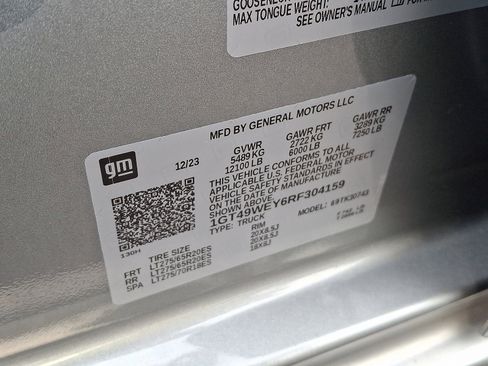 GOOSENECK
MAX TONGUE WEIGHT:
SEE OWNER'S MANUAL FOR
MFD BY GENERAL MOTORS LLC
gm
12/23
GVWR GAWR FRT GAWR RR
5489 KG 2722 KG 3289 KG
12100 LB 6000 LB 7250 LB
THIS VEHICLE CONFORMS TO ALL
APPLICABLE U.S. FEDERAL MOTOR
VEHICLE SAFETY STANDARDS IN EFFECT
ON THE DATE OF MANUFACTURE
SHOWN ABOVE.
1GT49WEY6RF304159
TYPE: TRUCK MODEL: 69TK30743
130H
TIRE SIZE RIM
FRT LT275/65R20ES 20X8.5J
RR LT275/65R20ES 20X8.5J
SPA LT275/70R18ES 18X8J